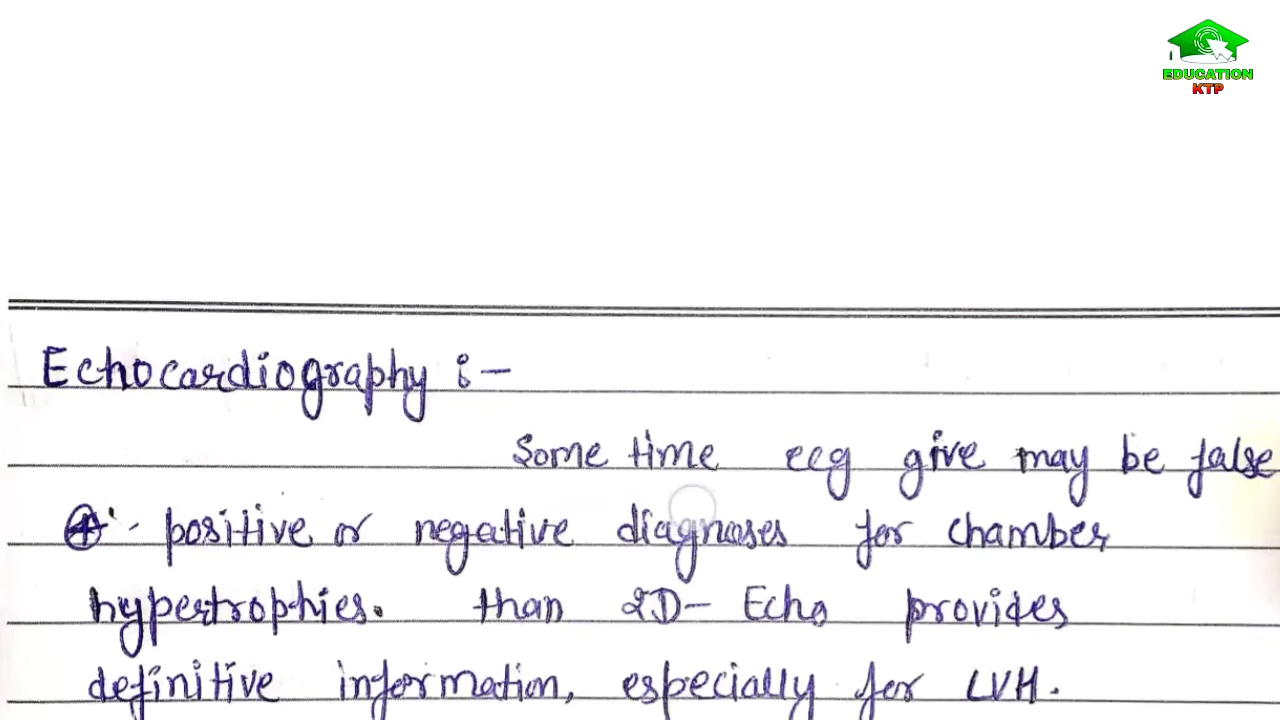 EDUCATION
KTP
Echocardiography :-
Some time ecg give may be false
⊕:- positive or negative diagnoses for chamber
hypertrophies. than 2D- Echo provides
definitive information, especially for LVH.